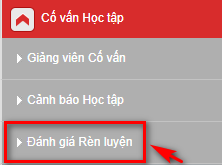 Cố vấn Học tập
Giảng viên Cố vấn
Cảnh báo Học tập
Đánh giá Rèn luyện